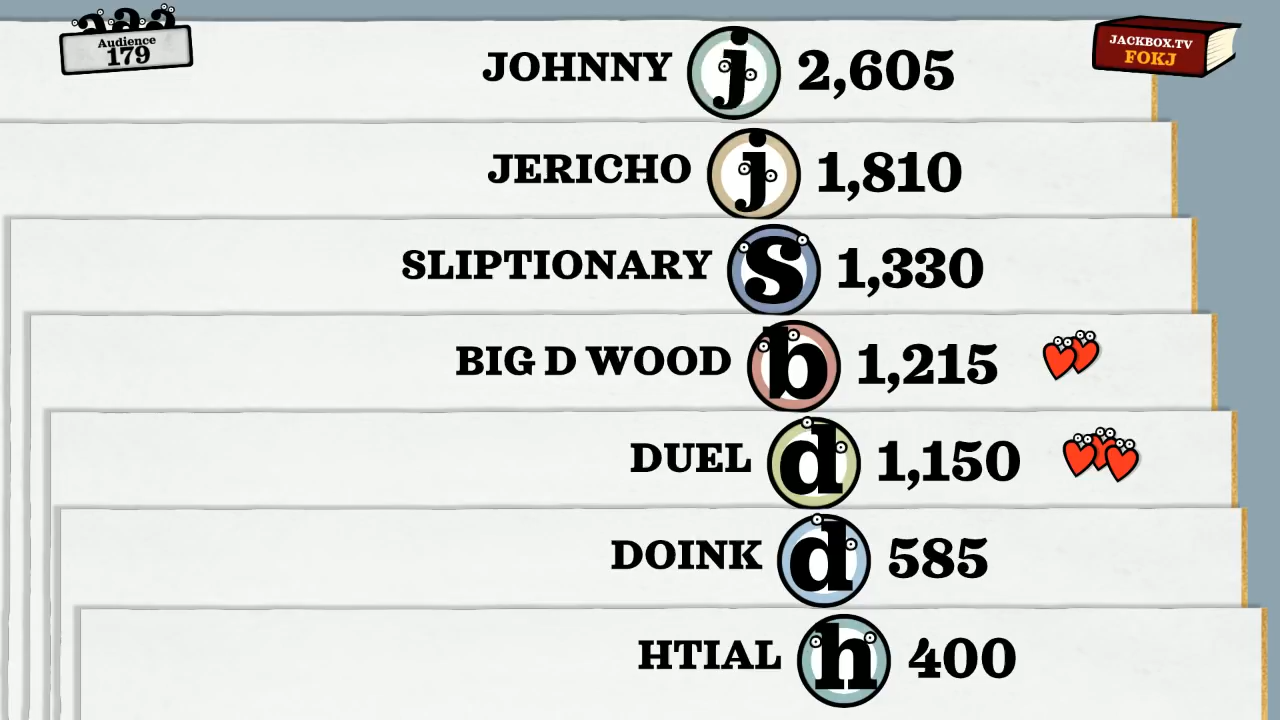 Audience
179
JACKBOX.TV
FOKJ
JOHNNY j 2,605
JERICHO j 1,810
SLIPTIONARY s 1,330
BIG D WOOD b 1,215
DUEL d 1,150
DOINK d 585
HTIAL h 400